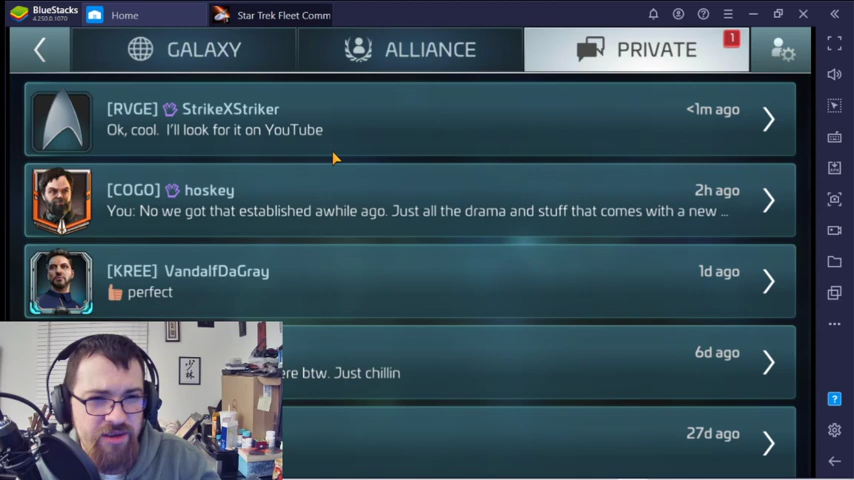 BlueStacks
4.250.0.1070
Home
Star Trek Fleet Comm
GALAXY
ALLIANCE
PRIVATE
1
[RVGE] StrikeXStriker
<1m ago
Ok, cool. I'll look for it on YouTube
[COGO] hoskey
2h ago
You: No we got that established awhile ago. Just all the drama and stuff that comes with a new ...
[KREE] VandalfDaGray
1d ago
perfect
6d ago
ere btw. Just chillin
27d ago